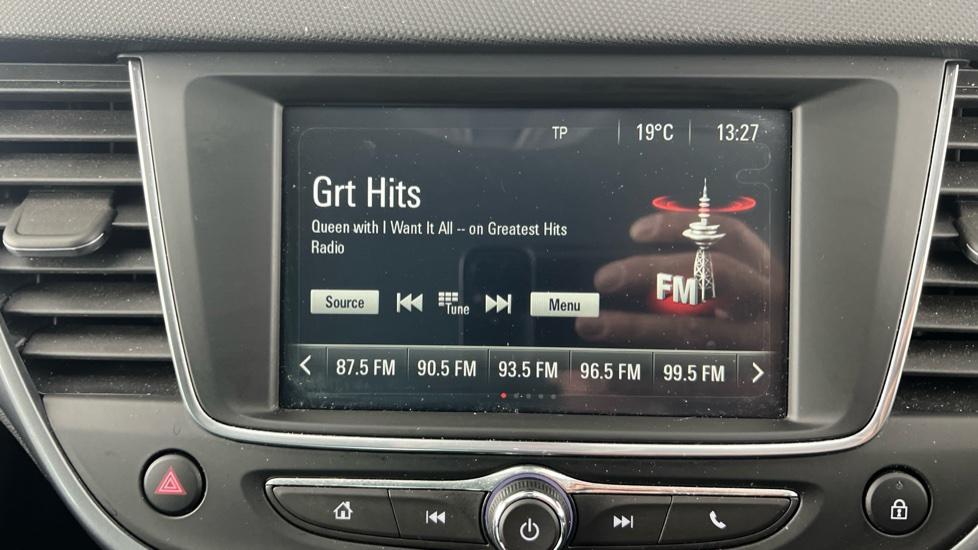 TP 19°C 13:27
Grt Hits
Queen with I Want It All -- on Greatest Hits
Radio
FM
Source Tune Menu
87.5 FM 90.5 FM 93.5 FM 96.5 FM 99.5 FM